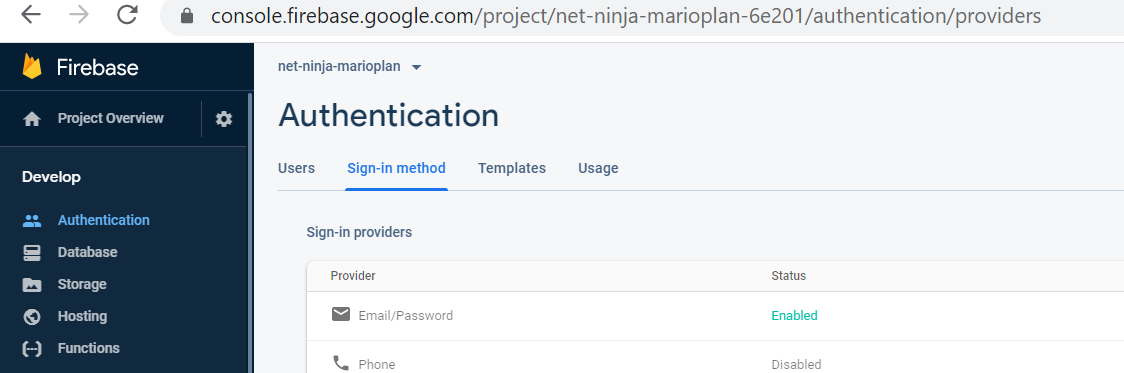 console.firebase.google.com/project/net-ninja-marioplan-6e201/authentication/providers
Firebase
net-ninja-marioplan
Project Overview
Authentication
Users Sign-in method Templates Usage
Develop
Authentication
Database
Storage
Hosting
Functions
Sign-in providers
Provider Status
Email/Password Enabled
Phone Disabled